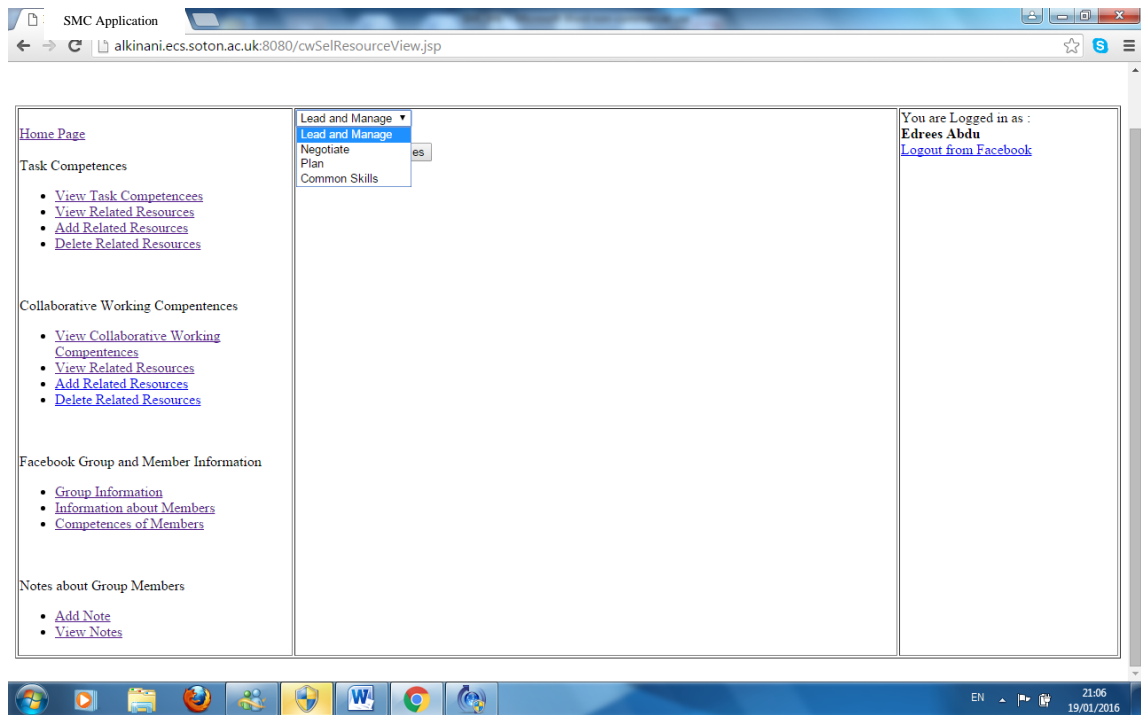 SMC Application
alkinani.ecs.soton.ac.uk:8080/cwSelResourceView.jsp
Home Page
Task Competences
View Task Competencees
View Related Resources
Add Related Resources
Delete Related Resources
Collaborative Working Compentences
View Collaborative Working
Compentences
View Related Resources
Add Related Resources
Delete Related Resources
Facebook Group and Member Information
Group Information
Information about Members
Competences of Members
Notes about Group Members
Add Note
View Notes
Lead and Manage
Lead and Manage
Negotiate
es
Plan
Common Skills
You are Logged in as :
Edrees Abdu
Logout from Facebook
EN
21:06
19/01/2016